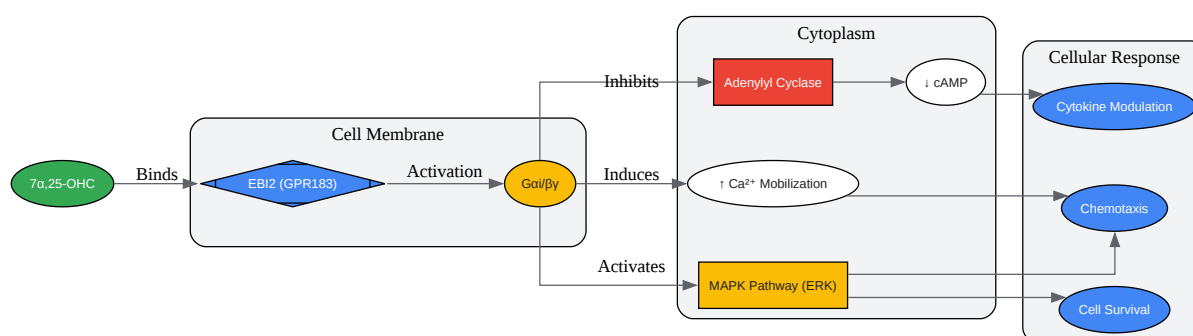 Cytoplasm
Cellular Response
Inhibits
Adenylyl Cyclase
↓ cAMP
Cytokine Modulation
Cell Membrane
7α,25-OHC
Binds
EBI2 (GPR183)
Activation
Gαi/βγ
Induces
↑ Ca²⁺ Mobilization
Chemotaxis
Activates
MAPK Pathway (ERK)
Cell Survival